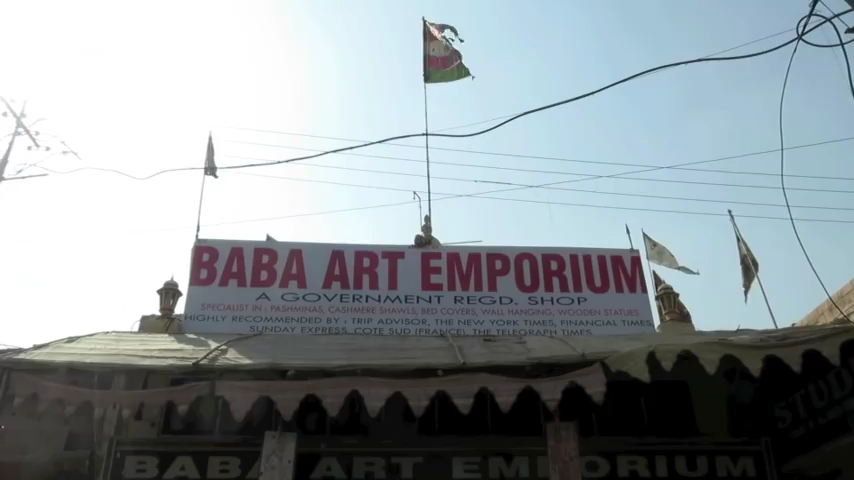 BABA ART EMPORIUM
A GOVERNMENT REGD. SHOP
SPECIALIST IN : PASHMINAS, CASHMERE SHAWLS, BED COVERS, WALL HANGING, WOODEN STATUES
HIGHLY RECOMMENDED BY : TRIP ADVISOR, THE NEW YORK TIMES, FINANCIAL TIMES
SUNDAY EXPRESS, COTE SUD (FRANCE), THE TELEGRAPH TIMES
BABA ART EMPORIUM